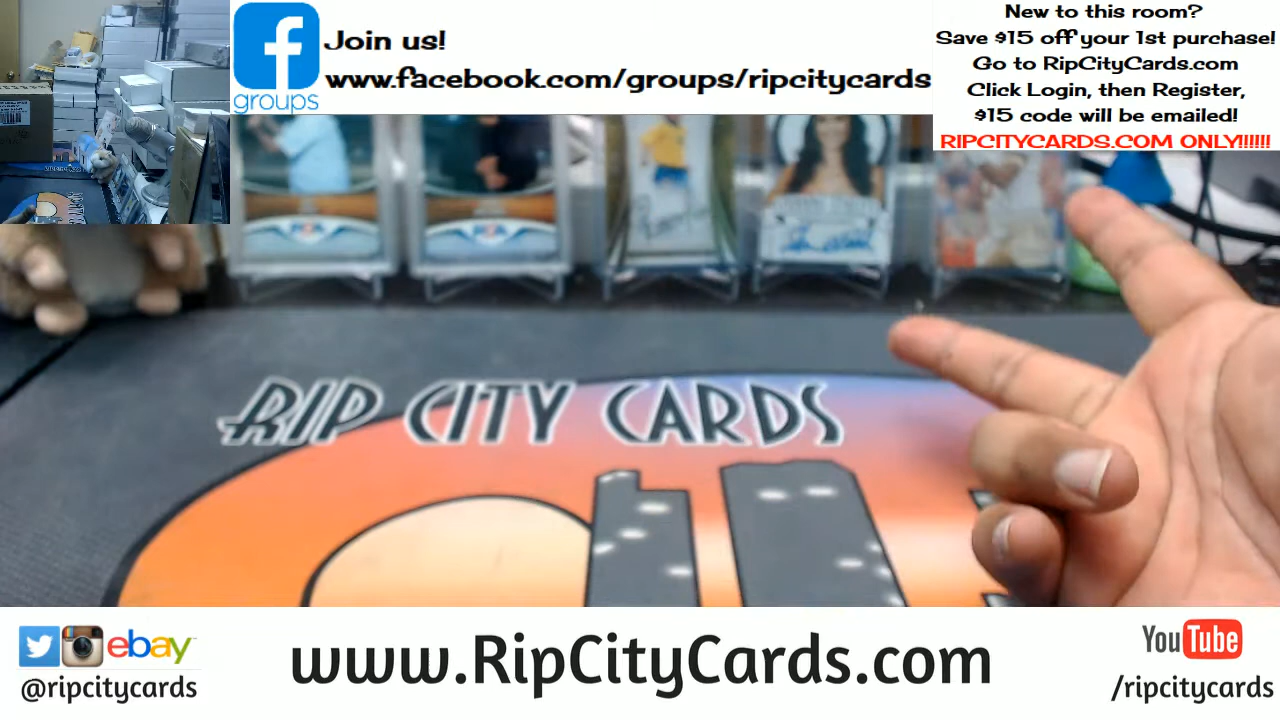 Join us!
www.facebook.com/groups/ripcitycards
groups
New to this room?
Save $15 off your 1st purchase!
Go to RipCityCards.com
Click Login, then Register,
$15 code will be emailed!
RIPCITYCARDS.COM ONLY!!!!!!
RIP CITY CARDS
ebay
@ripcitycards
www.RipCityCards.com
YouTube
/ripcitycards